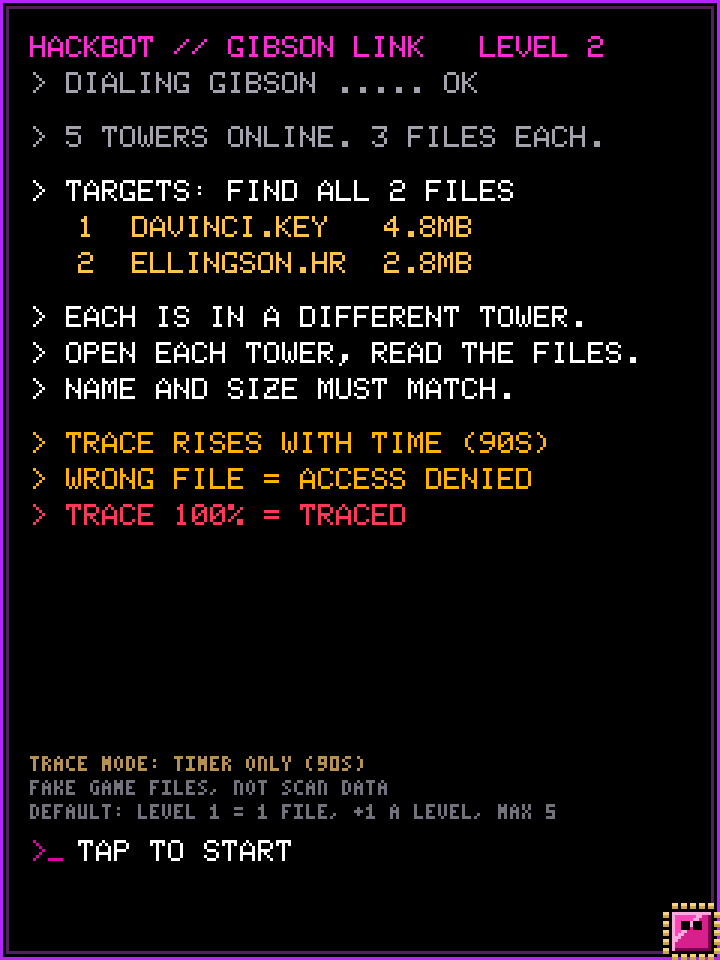 HACKBOT // GIBSON LINK   LEVEL 2
> DIALING GIBSON ..... OK
> 5 TOWERS ONLINE. 3 FILES EACH.
> TARGETS: FIND ALL 2 FILES
1  DAVINCI.KEY   4.8MB
2  ELLINGSON.HR  2.8MB
> EACH IS IN A DIFFERENT TOWER.
> OPEN EACH TOWER, READ THE FILES.
> NAME AND SIZE MUST MATCH.
> TRACE RISES WITH TIME (90S)
> WRONG FILE = ACCESS DENIED
> TRACE 100% = TRACED
TRACE MODE: TIMER ONLY (90S)
FAKE GAME FILES, NOT SCAN DATA
DEFAULT: LEVEL 1 = 1 FILE, +1 A LEVEL, MAX 5
>_ TAP TO START